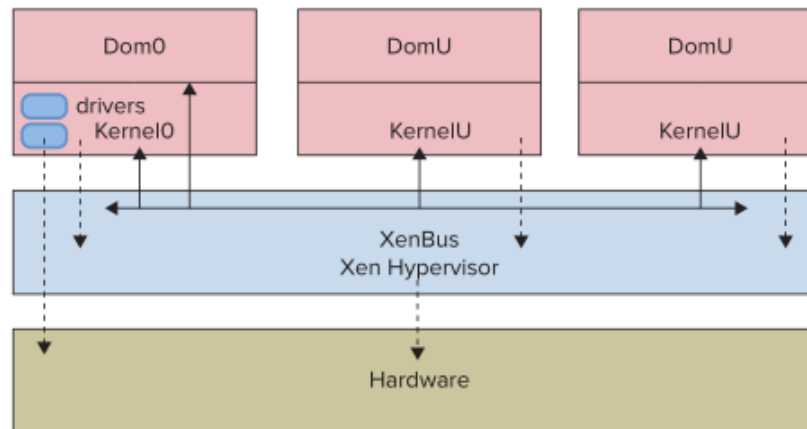 Dom0
DomU
DomU
drivers
Kernel0
KernelU
KernelU
XenBus
Xen Hypervisor
Hardware